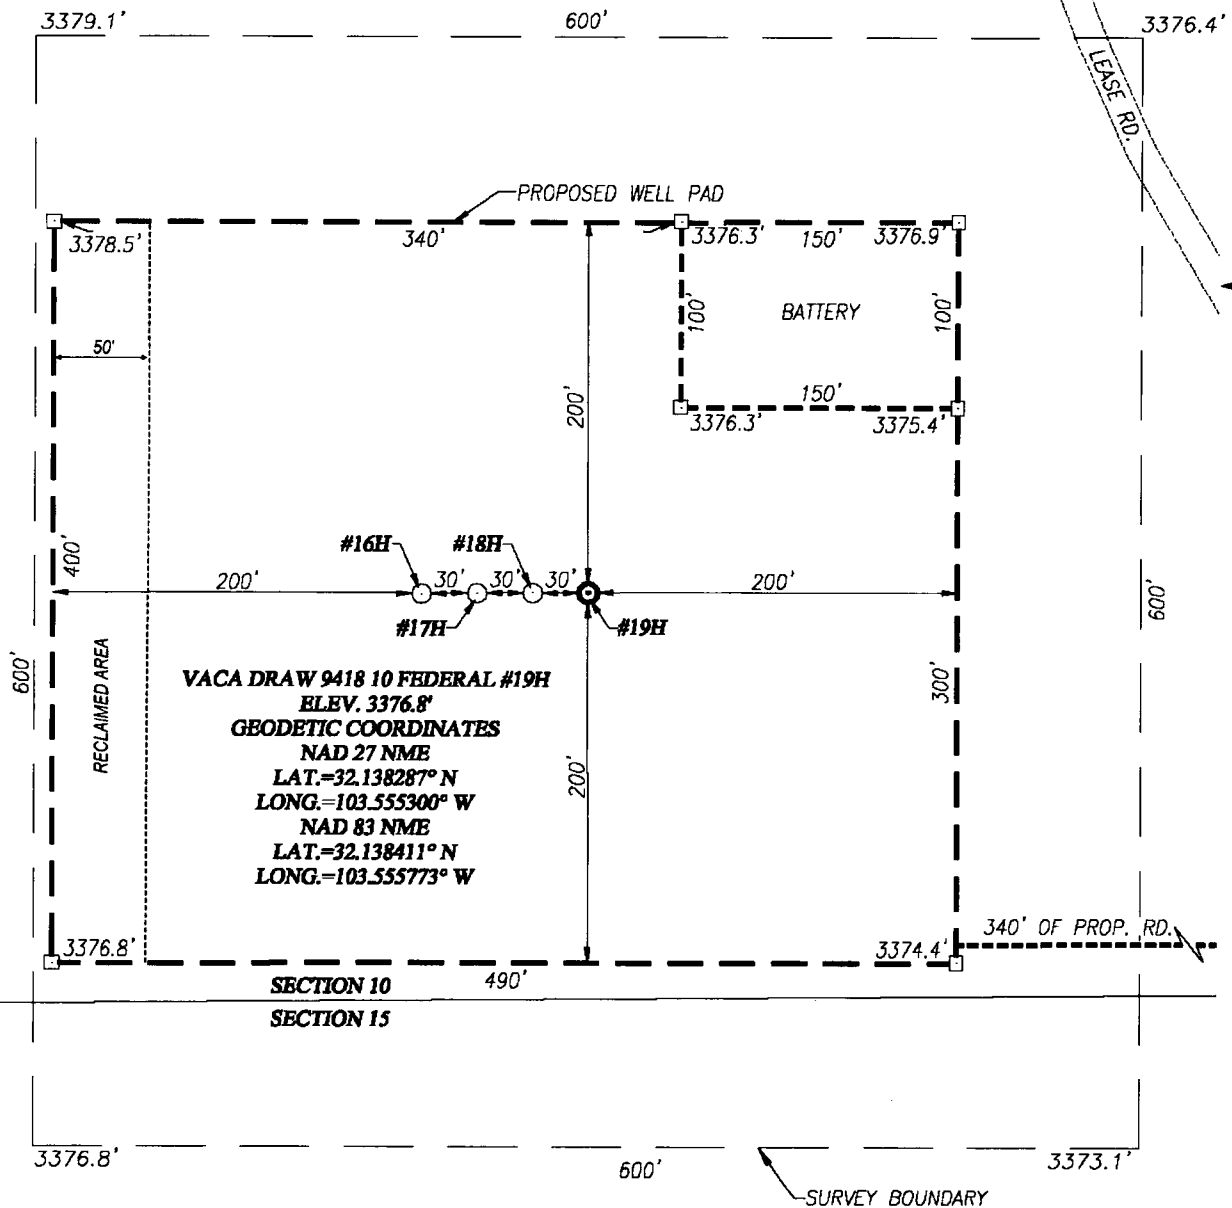 3379.1'
600'
3376.4'
LEASE RD.
PROPOSED WELL PAD
3378.5'
340'
3376.3'
150'
3376.9'
100'
BATTERY
100'
50'
150'
3376.3'
3375.4'
200'
400'
#16H
#18H
200'
30'
30'
30'
200'
#17H
#19H
600'
600'
RECLAIMED AREA
300'
VACA DRAW 9418 10 FEDERAL #19H
ELEV. 3376.8'
GEODETIC COORDINATES
NAD 27 NME
LAT.=32.138287° N
LONG.=103.555300° W
NAD 83 NME
LAT.=32.138411° N
LONG.=103.555773° W
200'
340' OF PROP. RD.
3376.8'
3374.4'
490'
SECTION 10
SECTION 15
3376.8'
600'
3373.1'
SURVEY BOUNDARY